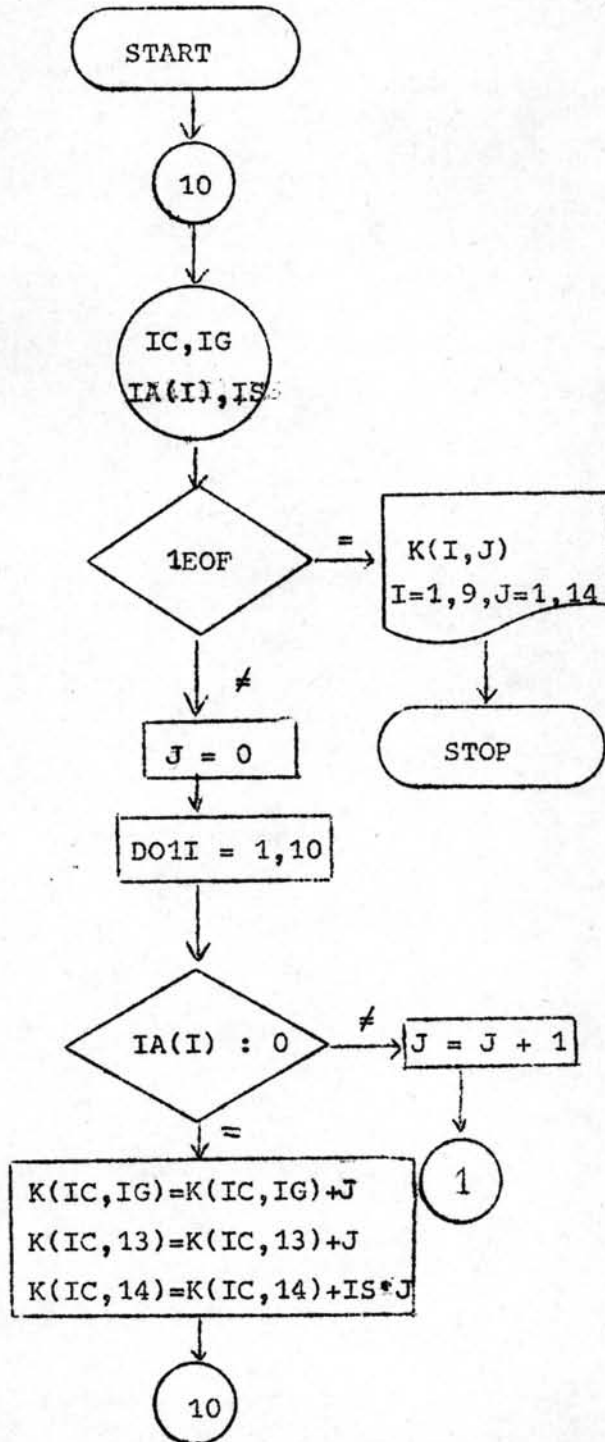 START
10
IC,IG
IA(I),IS
1EOF
=
K(I,J)
I=1,9,J=1,14
≠
J = 0
STOP
DO1I = 1,10
IA(I) : 0
≠
J = J + 1
=
1
K(IC,IG)=K(IC,IG)+J
K(IC,13)=K(IC,13)+J
K(IC,14)=K(IC,14)+IS*J
10